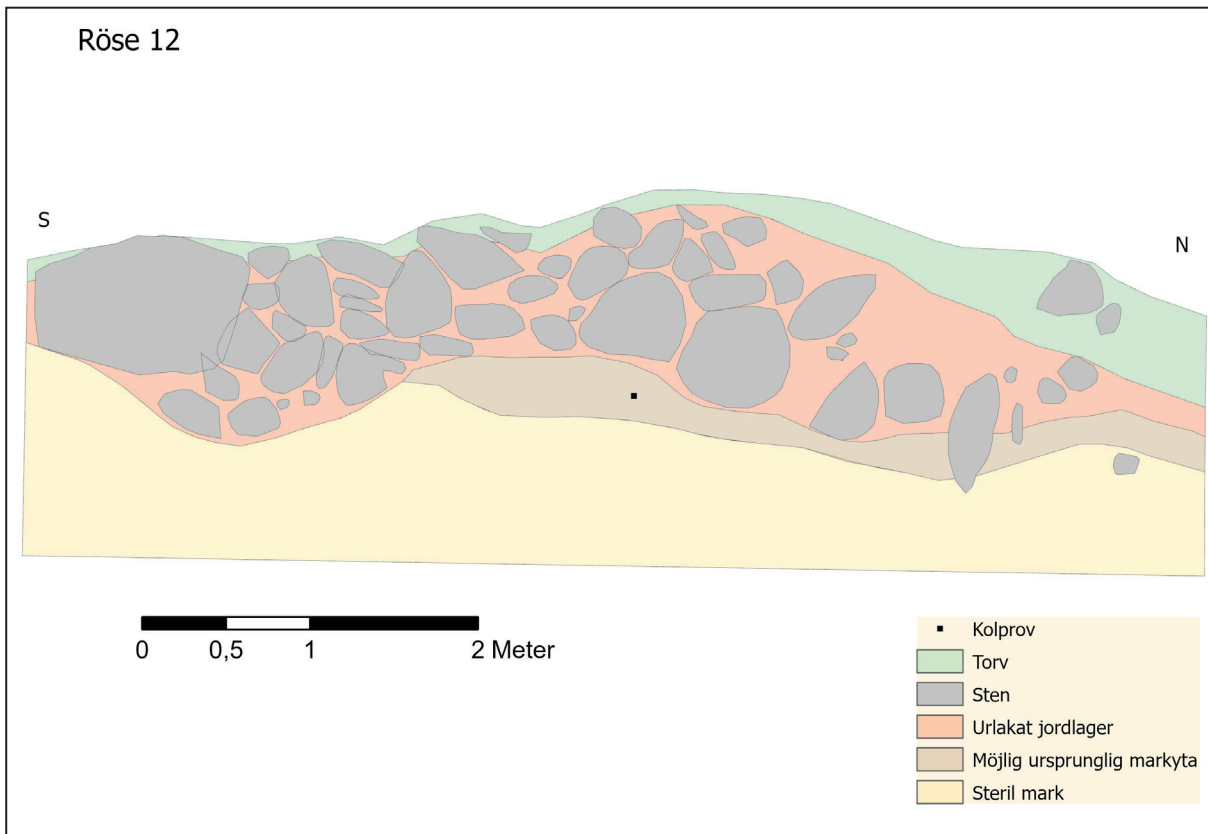 Röse 12
S
N
0 0,5 1 2 Meter
Kolprov
Torv
Sten
Urlakat jordlager
Möjlig ursprunglig markyta
Steril mark